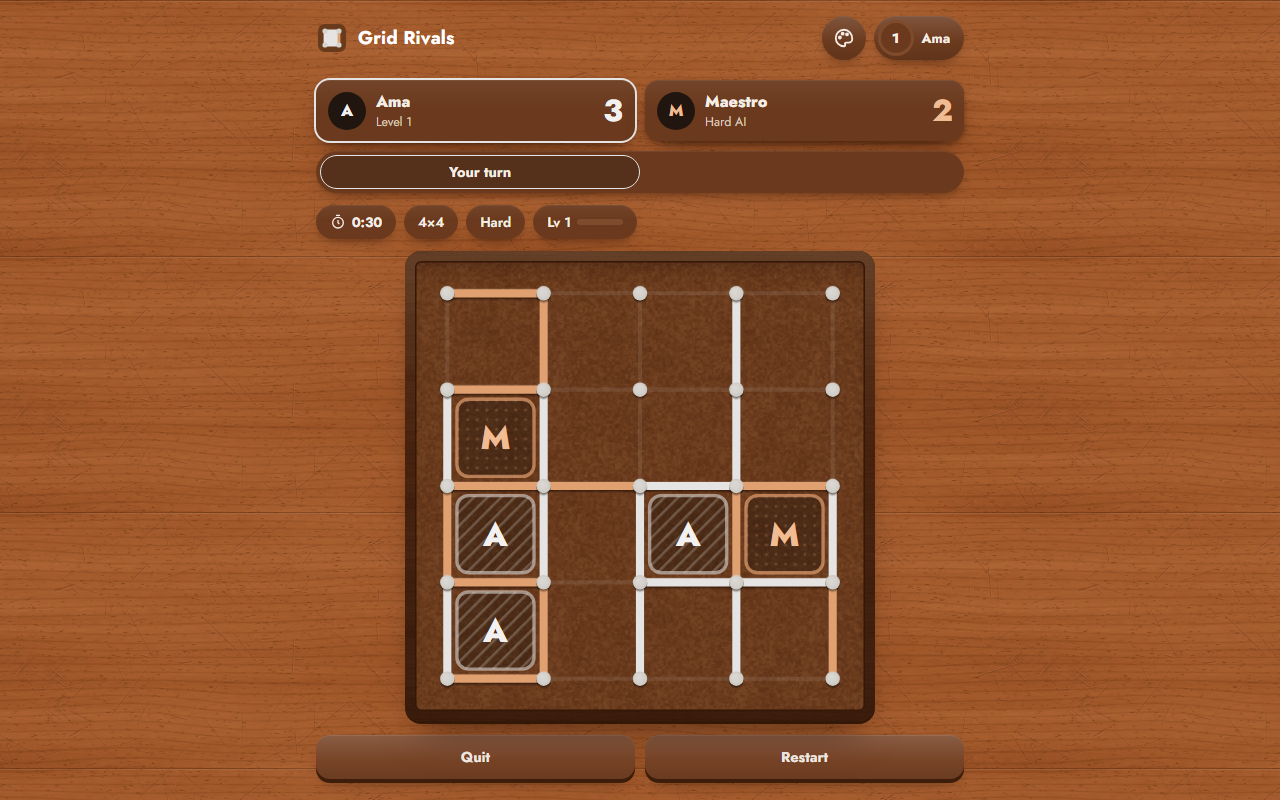 Grid Rivals
1 Ama
A Ama 3
Level 1
M Maestro 2
Hard AI
Your turn
0:30 4×4 Hard Lv 1
M
A A M
A
Quit Restart